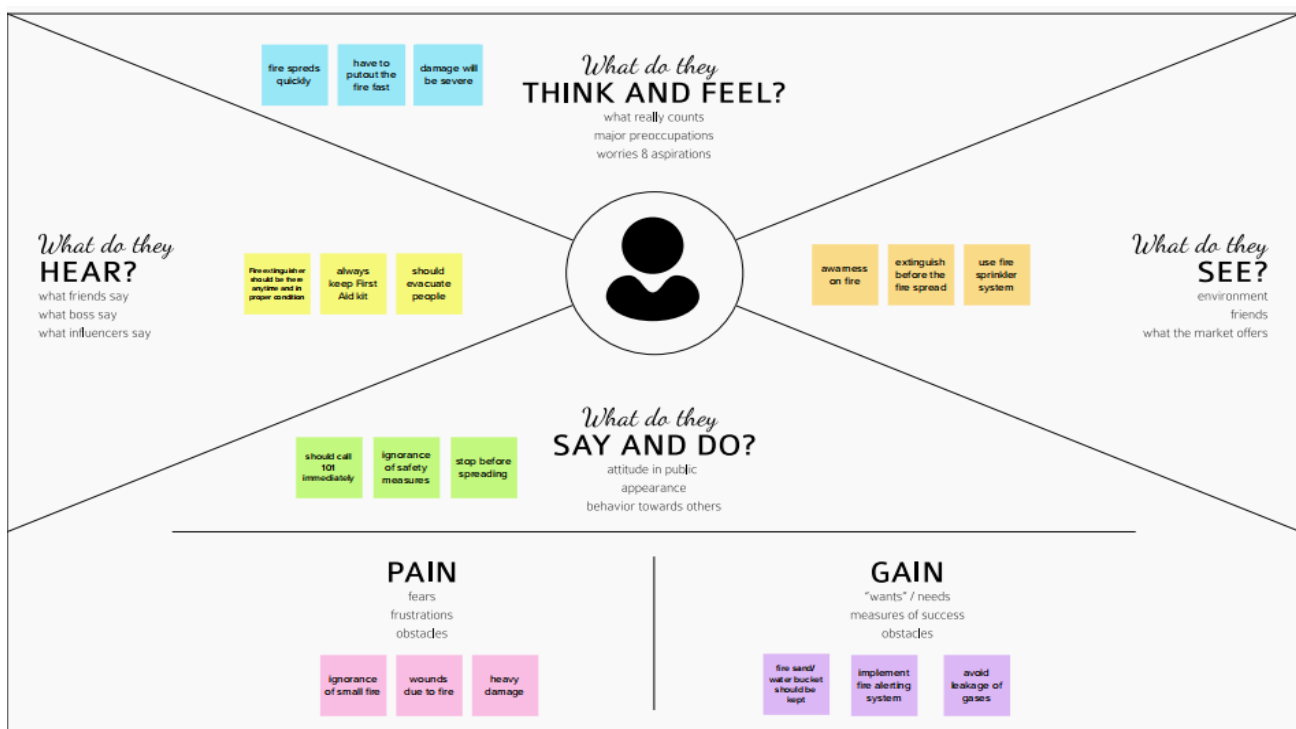 What do they
THINK AND FEEL?
what really counts
major preoccupations
worries & aspirations
fire spreds
quickly
have to
putout the
fire fast
damage will
be severe
What do they
HEAR?
what friends say
what boss say
what influencers say
Fire extinguisher
should be there
anytime and in
proper condition
always
keep First
Aid kit
should
evacuate
people
awarness
on fire
extinguish
before the
fire spread
use fire
sprinkler
system
What do they
SEE?
environment
friends
what the market offers
What do they
SAY AND DO?
attitude in public
appearance
behavior towards others
should call
101
immediately
ignorance
of safety
measures
stop before
spreading
PAIN
fears
frustrations
obstacles
ignorance
of small fire
wounds
due to fire
heavy
damage
GAIN
"wants" / needs
measures of success
obstacles
fire sand/
water bucket
should be
kept
implement
fire alerting
system
avoid
leakage of
gases